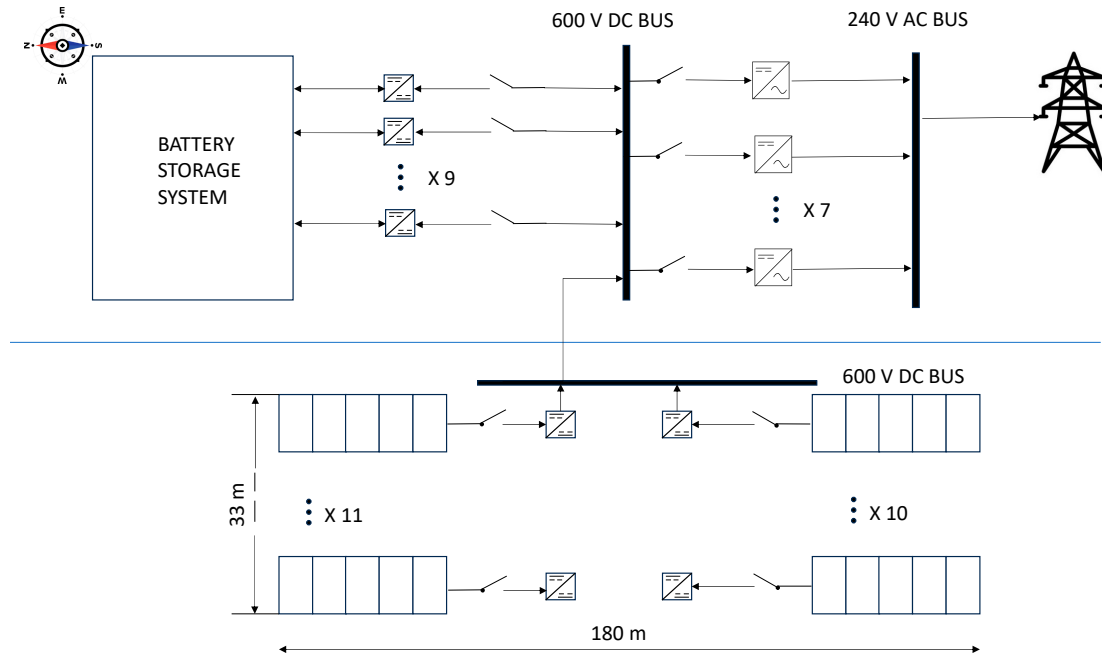 E
N
S
W
600 V DC BUS
240 V AC BUS
BATTERY
STORAGE
SYSTEM
X 9
X 7
600 V DC BUS
33 m
X 11
X 10
180 m